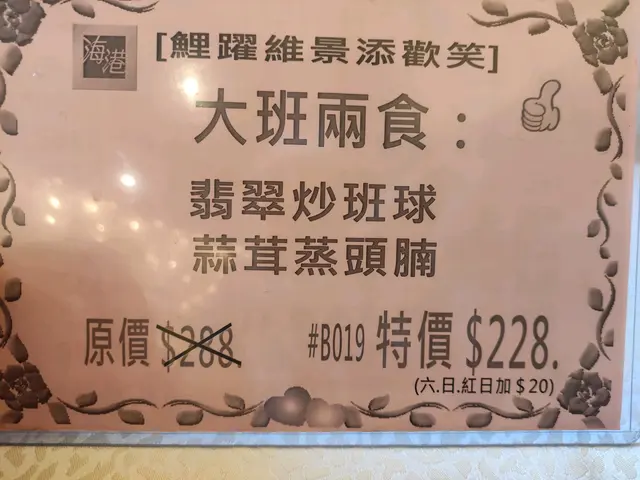 海港
[鯉躍維景添歡笑]
大班兩食：
翡翠炒班球
蒜茸蒸頭腩
原價 $288. #B019 特價 $228.
(六.日.紅日加＄20)